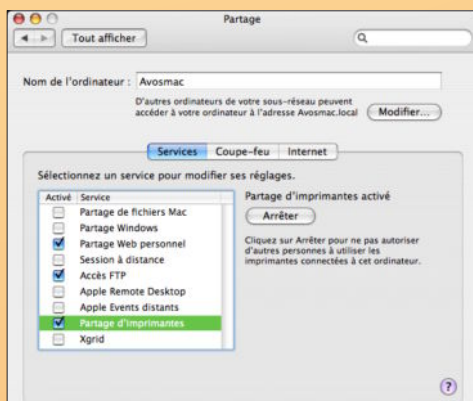 Partage
Tout afficher
Nom de l'ordinateur : Avosmac
D'autres ordinateurs de votre sous-réseau peuvent
accéder à votre ordinateur à l'adresse Avosmac.local
Modifier...
Services Coupe-feu Internet
Sélectionnez un service pour modifier ses réglages.
Activé Service
Partage de fichiers Mac
Partage Windows
Partage Web personnel
Session à distance
Accès FTP
Apple Remote Desktop
Apple Events distants
Partage d'imprimantes
Xgrid
Partage d'imprimantes activé
Arrêter
Cliquez sur Arrêter pour ne pas autoriser
d'autres personnes à utiliser les
imprimantes connectées à cet ordinateur.
?